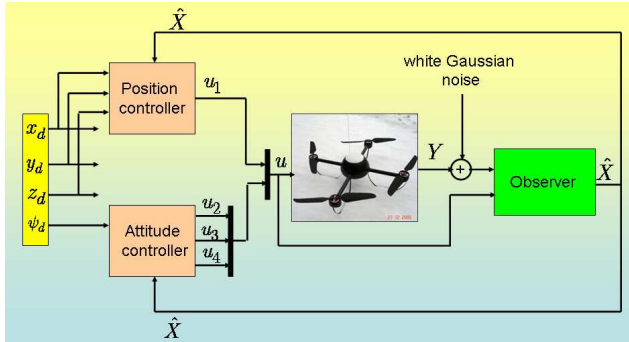 X̂
white Gaussian
noise
Position
controller
u₁
x_d
y_d
z_d
ψ_d
u
Y
+
Observer
X̂
Attitude
controller
u₂
u₃
u₄
X̂